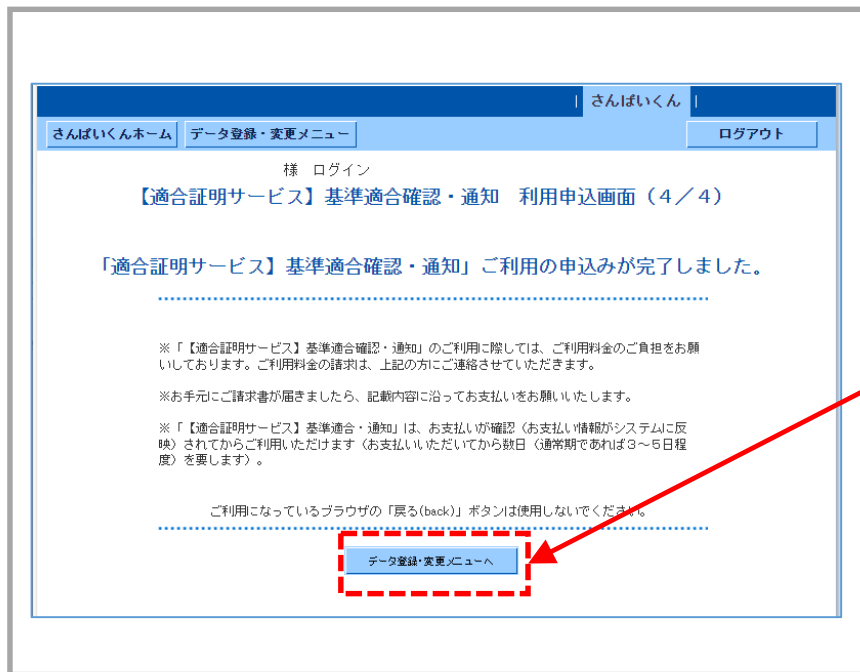 | さんぱいくん |
さんぱいくんホーム データ登録・変更メニュー ログアウト
様 ログイン
【適合証明サービス】基準適合確認・通知 利用申込画面（４／４）
「適合証明サービス】基準適合確認・通知」ご利用の申込みが完了しました。
※「【適合証明サービス】基準適合確認・通知」のご利用に際しては、ご利用料金のご負担をお願
いしております。ご利用料金の請求は、上記の方にご連絡させていただきます。
※お手元にご請求書が届きましたら、記載内容に沿ってお支払いをお願いいたします。
※「【適合証明サービス】基準適合・通知」は、お支払いが確認（お支払い情報がシステムに反
映）されてからご利用いただけます（お支払いいただいてから数日（通常期であれば３～５日程
度）を要します）。
ご利用になっているブラウザの「戻る(back)」ボタンは使用しないでください。
データ登録・変更メニューへ